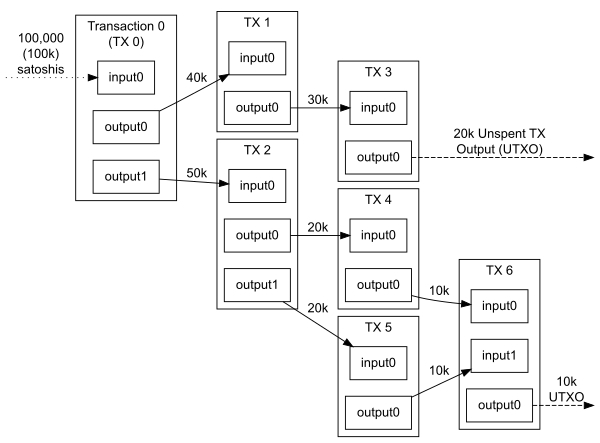 100,000
(100k)
satoshis
Transaction 0
(TX 0)
input0
output0
output1
40k
50k
TX 1
input0
output0
30k
TX 2
input0
output0
output1
20k
20k
TX 3
input0
output0
20k Unspent TX
Output (UTXO)
TX 4
input0
output0
10k
TX 5
input0
output0
10k
TX 6
input0
input1
output0
10k
UTXO